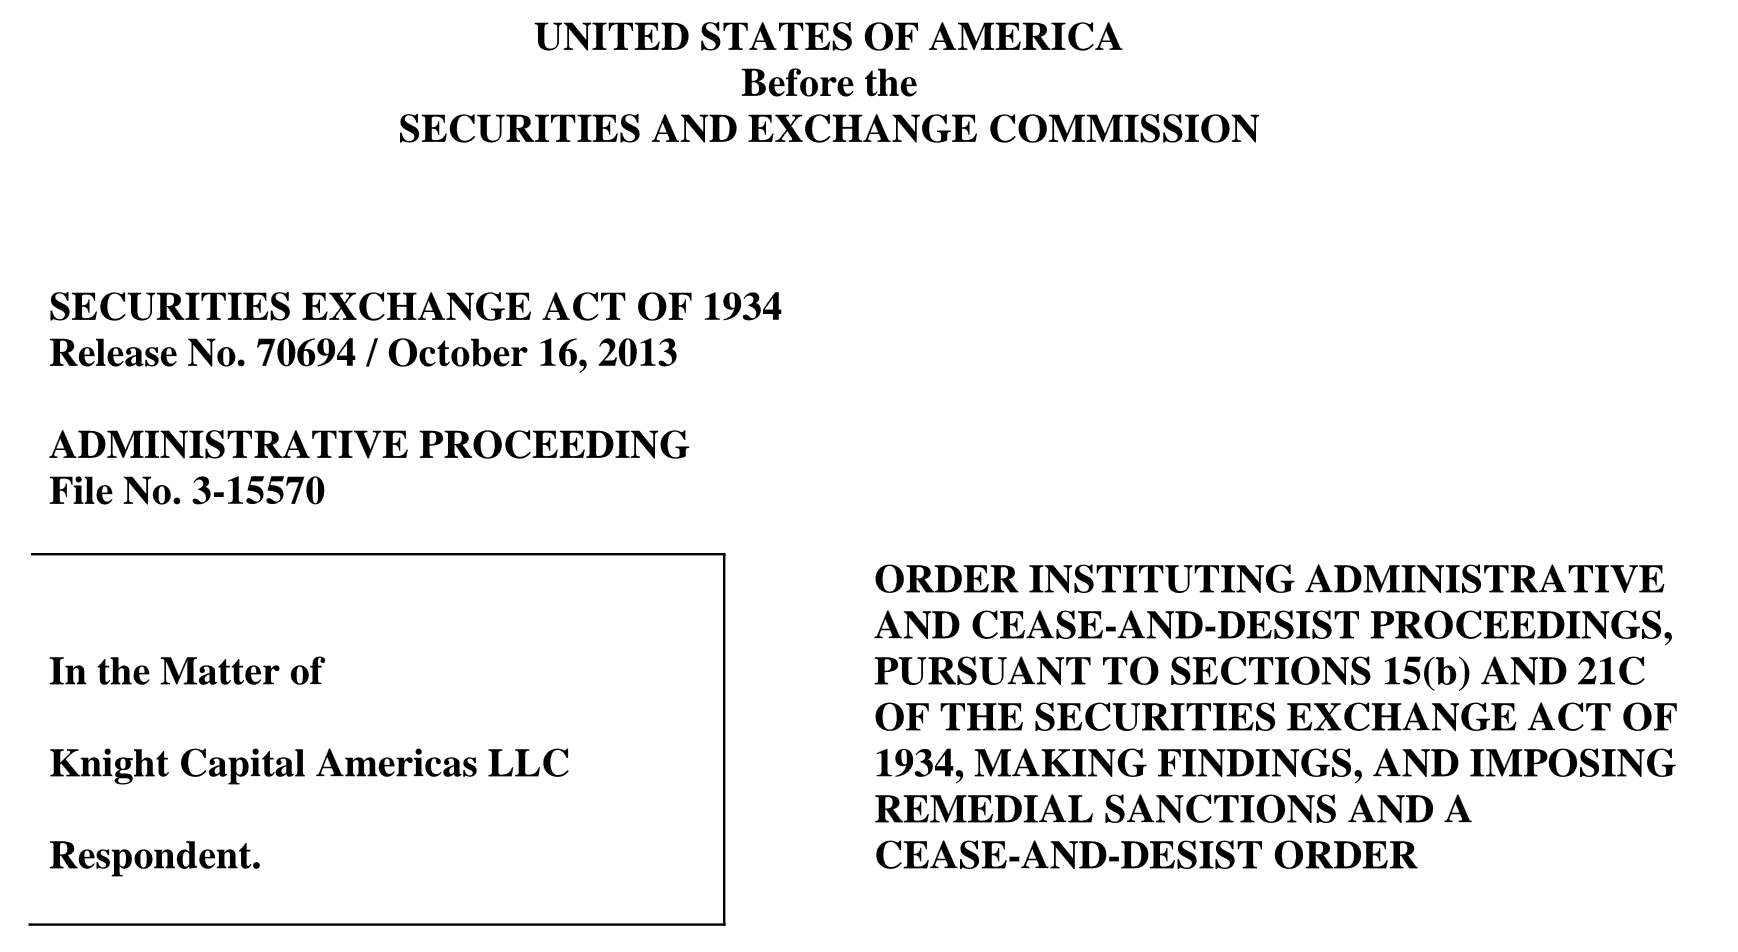 UNITED STATES OF AMERICA
Before the
SECURITIES AND EXCHANGE COMMISSION
SECURITIES EXCHANGE ACT OF 1934
Release No. 70694 / October 16, 2013
ADMINISTRATIVE PROCEEDING
File No. 3-15570
In the Matter of
Knight Capital Americas LLC
Respondent.
ORDER INSTITUTING ADMINISTRATIVE
AND CEASE-AND-DESIST PROCEEDINGS,
PURSUANT TO SECTIONS 15(b) AND 21C
OF THE SECURITIES EXCHANGE ACT OF
1934, MAKING FINDINGS, AND IMPOSING
REMEDIAL SANCTIONS AND A
CEASE-AND-DESIST ORDER